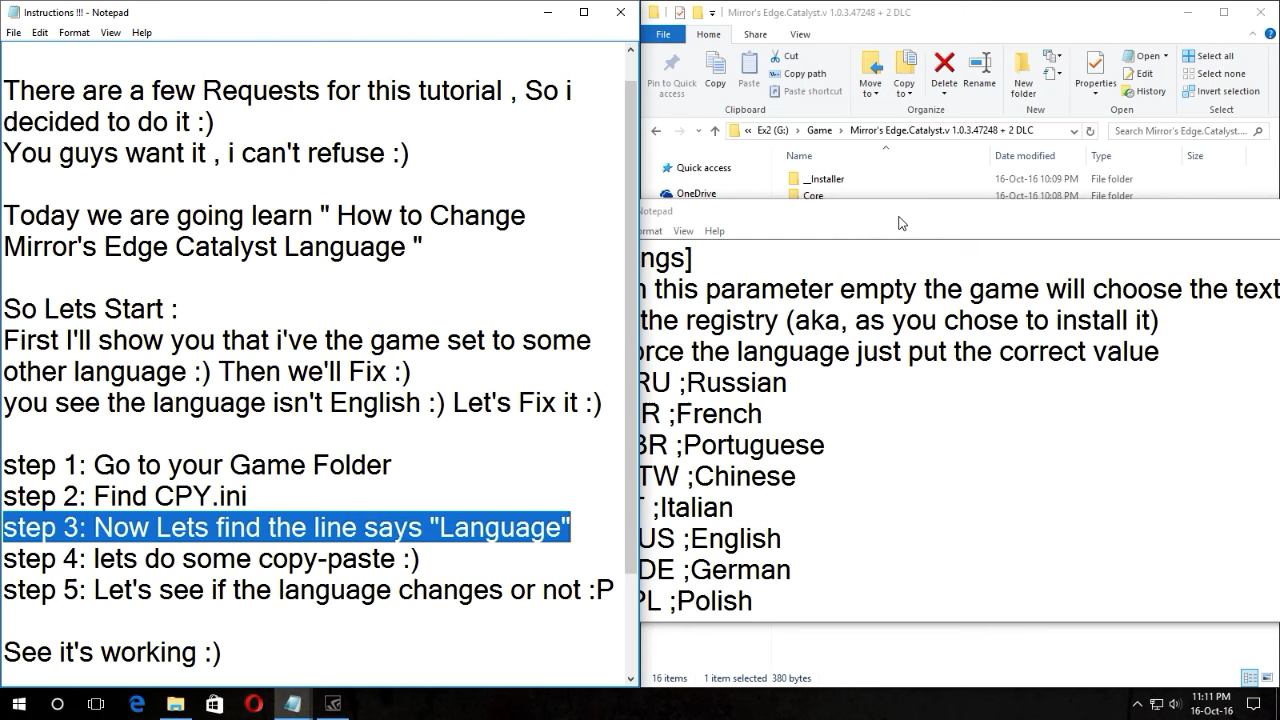 Instructions !!! - Notepad
File Edit Format View Help
There are a few Requests for this tutorial , So i
decided to do it :)
You guys want it , i can't refuse :)
Today we are going learn " How to Change
Mirror's Edge Catalyst Language "
So Lets Start :
First I'll show you that i've the game set to some
other language :) Then we'll Fix :)
you see the language isn't English :) Let's Fix it :)
step 1: Go to your Game Folder
step 2: Find CPY.ini
step 3: Now Lets find the line says "Language"
step 4: lets do some copy-paste :)
step 5: Let's see if the language changes or not :P
See it's working :)
Mirror's Edge.Catalyst.v 1.0.3.47248 + 2 DLC
File Home Share View
Pin to Quick
access
Copy
Paste
Cut
Copy path
Paste shortcut
Clipboard
Move
to
Copy
to
Delete
Rename
Organize
New
folder
New
Properties
Open
Edit
History
Open
Select all
Select none
Invert selection
Select
« Ex2 (G:) › Game › Mirror's Edge.Catalyst.v 1.0.3.47248 + 2 DLC
Search Mirror's Edge.Catalyst....
Quick access
OneDrive
Name Date modified Type Size
__Installer 16-Oct-16 10:09 PM File folder
Core 16-Oct-16 10:08 PM File folder
Notepad
ormat View Help
ngs]
n this parameter empty the game will choose the text
the registry (aka, as you chose to install it)
orce the language just put the correct value
RU ;Russian
R ;French
BR ;Portuguese
TW ;Chinese
T ;Italian
US ;English
DE ;German
PL ;Polish
16 items 1 item selected 380 bytes
11:11 PM
16-Oct-16